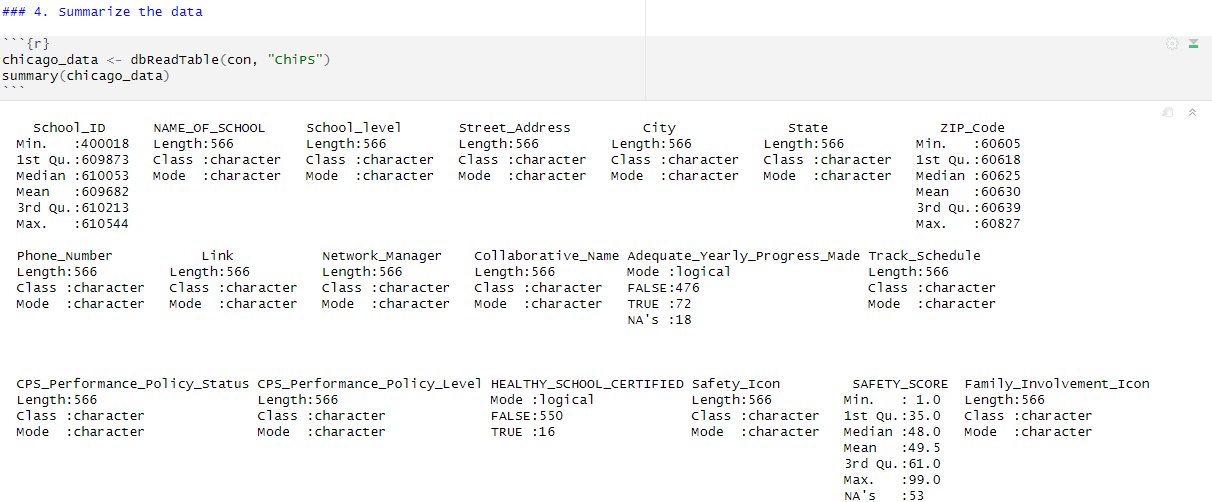 ### 4. Summarize the data
```{r}
chicago_data <- dbReadTable(con, "ChiPS")
summary(chicago_data)
```
School_ID NAME_OF_SCHOOL School_level Street_Address City State ZIP_Code
Min. :400018 Length:566 Length:566 Length:566 Length:566 Length:566 Min. :60605
1st Qu.:609873 Class :character Class :character Class :character Class :character Class :character 1st Qu.:60618
Median :610053 Mode :character Mode :character Mode :character Mode :character Mode :character Median :60625
Mean :609682 Mean :60630
3rd Qu.:610213 3rd Qu.:60639
Max. :610544 Max. :60827
Phone_Number Link Network_Manager Collaborative_Name Adequate_Yearly_Progress_Made Track_Schedule
Length:566 Length:566 Length:566 Length:566 Mode :logical Length:566
Class :character Class :character Class :character Class :character FALSE:476 Class :character
Mode :character Mode :character Mode :character Mode :character TRUE :72 Mode :character
NA's :18
CPS_Performance_Policy_Status CPS_Performance_Policy_Level HEALTHY_SCHOOL_CERTIFIED Safety_Icon SAFETY_SCORE Family_Involvement_Icon
Length:566 Length:566 Mode :logical Length:566 Min. : 1.0 Length:566
Class :character Class :character FALSE:550 Class :character 1st Qu.:35.0 Class :character
Mode :character Mode :character TRUE :16 Mode :character Median :48.0 Mode :character
Mean :49.5
3rd Qu.:61.0
Max. :99.0
NA's :53